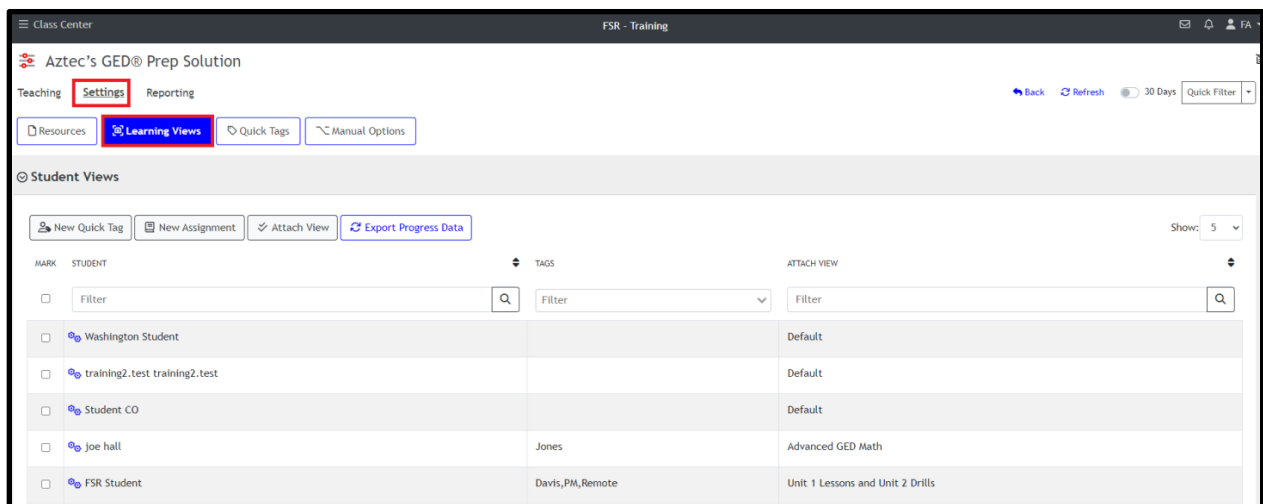 Class Center
FSR - Training
FA
Aztec's GED® Prep Solution
Teaching Settings Reporting
Back Refresh 30 Days Quick Filter
Resources Learning Views Quick Tags Manual Options
Student Views
New Quick Tag New Assignment Attach View Export Progress Data Show: 5
MARK STUDENT TAGS ATTACH VIEW
Filter Filter Filter
Washington Student Default
training2.test training2.test Default
Student CO Default
joe hall Jones Advanced GED Math
FSR Student Davis,PM,Remote Unit 1 Lessons and Unit 2 Drills